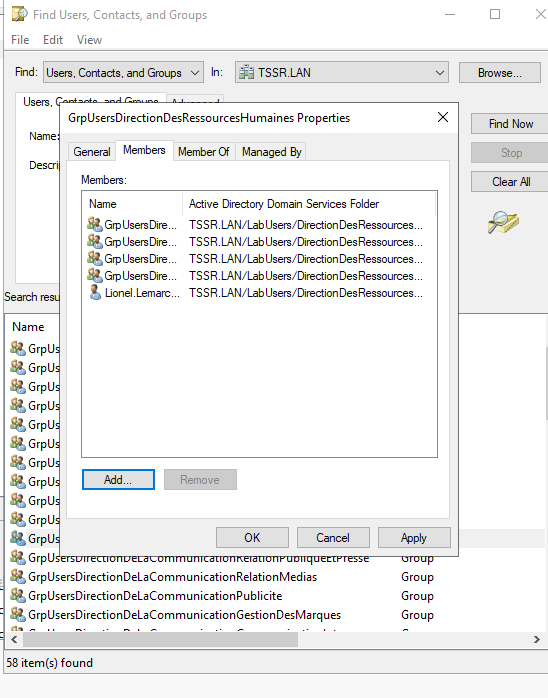 Find Users, Contacts, and Groups
File Edit View
Find: Users, Contacts, and Groups In: TSSR.LAN Browse...
Users, Contacts, and Groups Advanced
GrpUsersDirectionDesRessourcesHumaines Properties
Find Now
Name:
General Members Member Of Managed By
Stop
Descrip
Members:
Clear All
Name Active Directory Domain Services Folder
GrpUsersDire... TSSR.LAN/LabUsers/DirectionDesRessources...
GrpUsersDire... TSSR.LAN/LabUsers/DirectionDesRessources...
GrpUsersDire... TSSR.LAN/LabUsers/DirectionDesRessources...
GrpUsersDire... TSSR.LAN/LabUsers/DirectionDesRessources...
Lionel.Lemarc... TSSR.LAN/LabUsers/DirectionDesRessources...
Search resu
Name
GrpUs
GrpUs
GrpUs
GrpUs
GrpUs
GrpUs
GrpUs
Add... Remove
GrpUs
GrpUs
GrpUs
GrpUs
OK Cancel Apply
GrpUsersDirectionDeLaCommunicationRelationPubliqueEtPresse Group
GrpUsersDirectionDeLaCommunicationRelationMedias Group
GrpUsersDirectionDeLaCommunicationPublicite Group
GrpUsersDirectionDeLaCommunicationGestionDesMarques Group
58 item(s) found